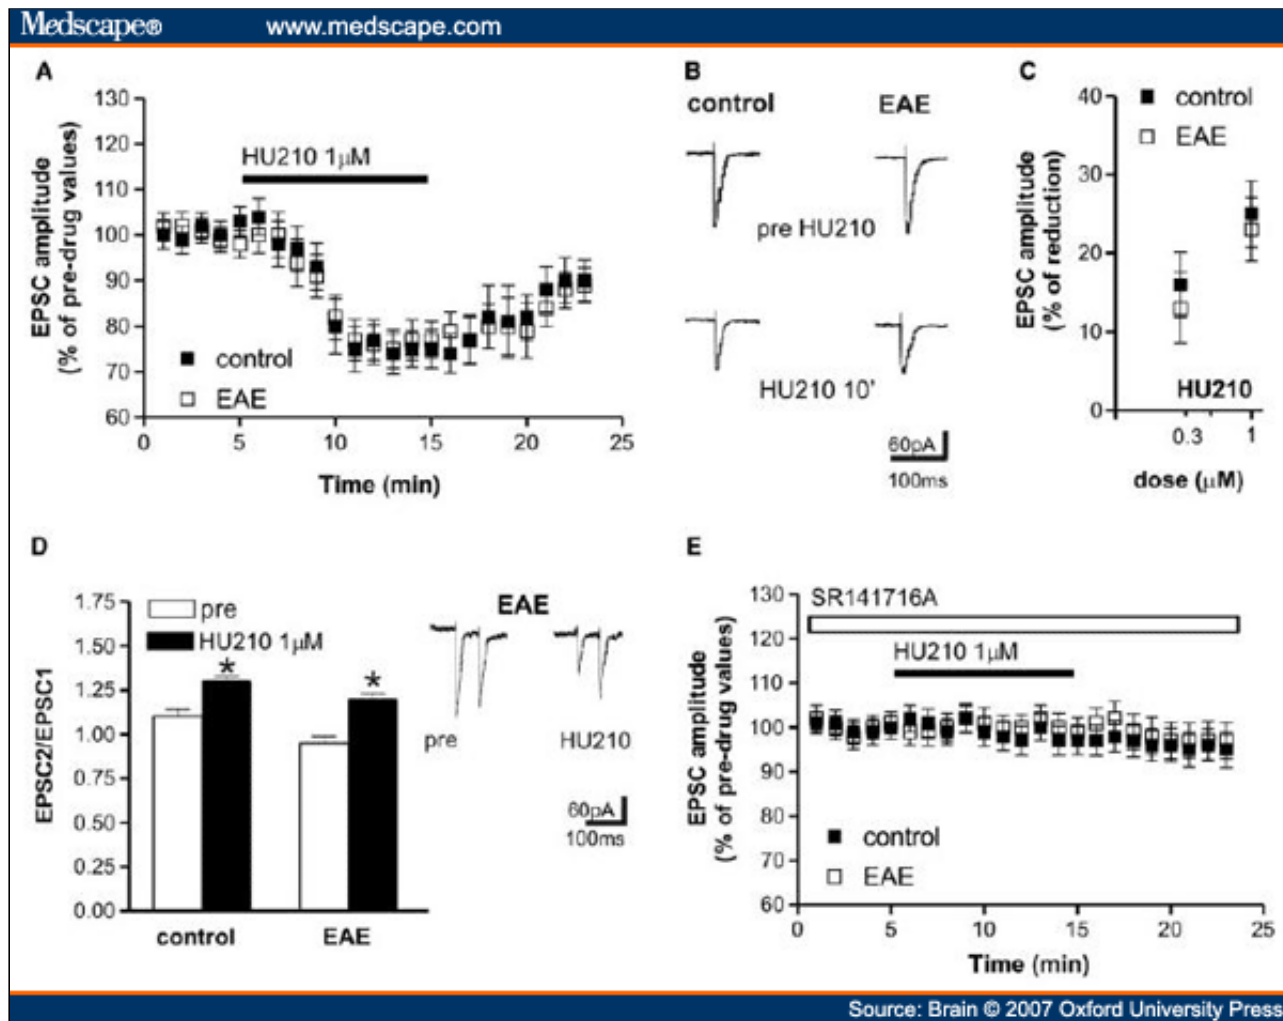 Medscape® www.medscape.com
A
EPSC amplitude
(% of pre-drug values)
130
120
110
100
90
80
70
60
HU210 1μM
control
EAE
0 5 10 15 20 25
Time (min)
B
control EAE
pre HU210
HU210 10'
60pA
100ms
C
EPSC amplitude
(% of reduction)
40
30
20
10
0
control
EAE
HU210
0.3 1
dose (μM)
D
EPSC2/EPSC1
1.75
1.50
1.25
1.00
0.75
0.50
0.25
0.00
pre
HU210 1μM
* *
control EAE
EAE
pre HU210
60pA
100ms
E
EPSC amplitude
(% of pre-drug values)
130
120
110
100
90
80
70
60
SR141716A
HU210 1μM
control
EAE
0 5 10 15 20 25
Time (min)
Source: Brain © 2007 Oxford University Press